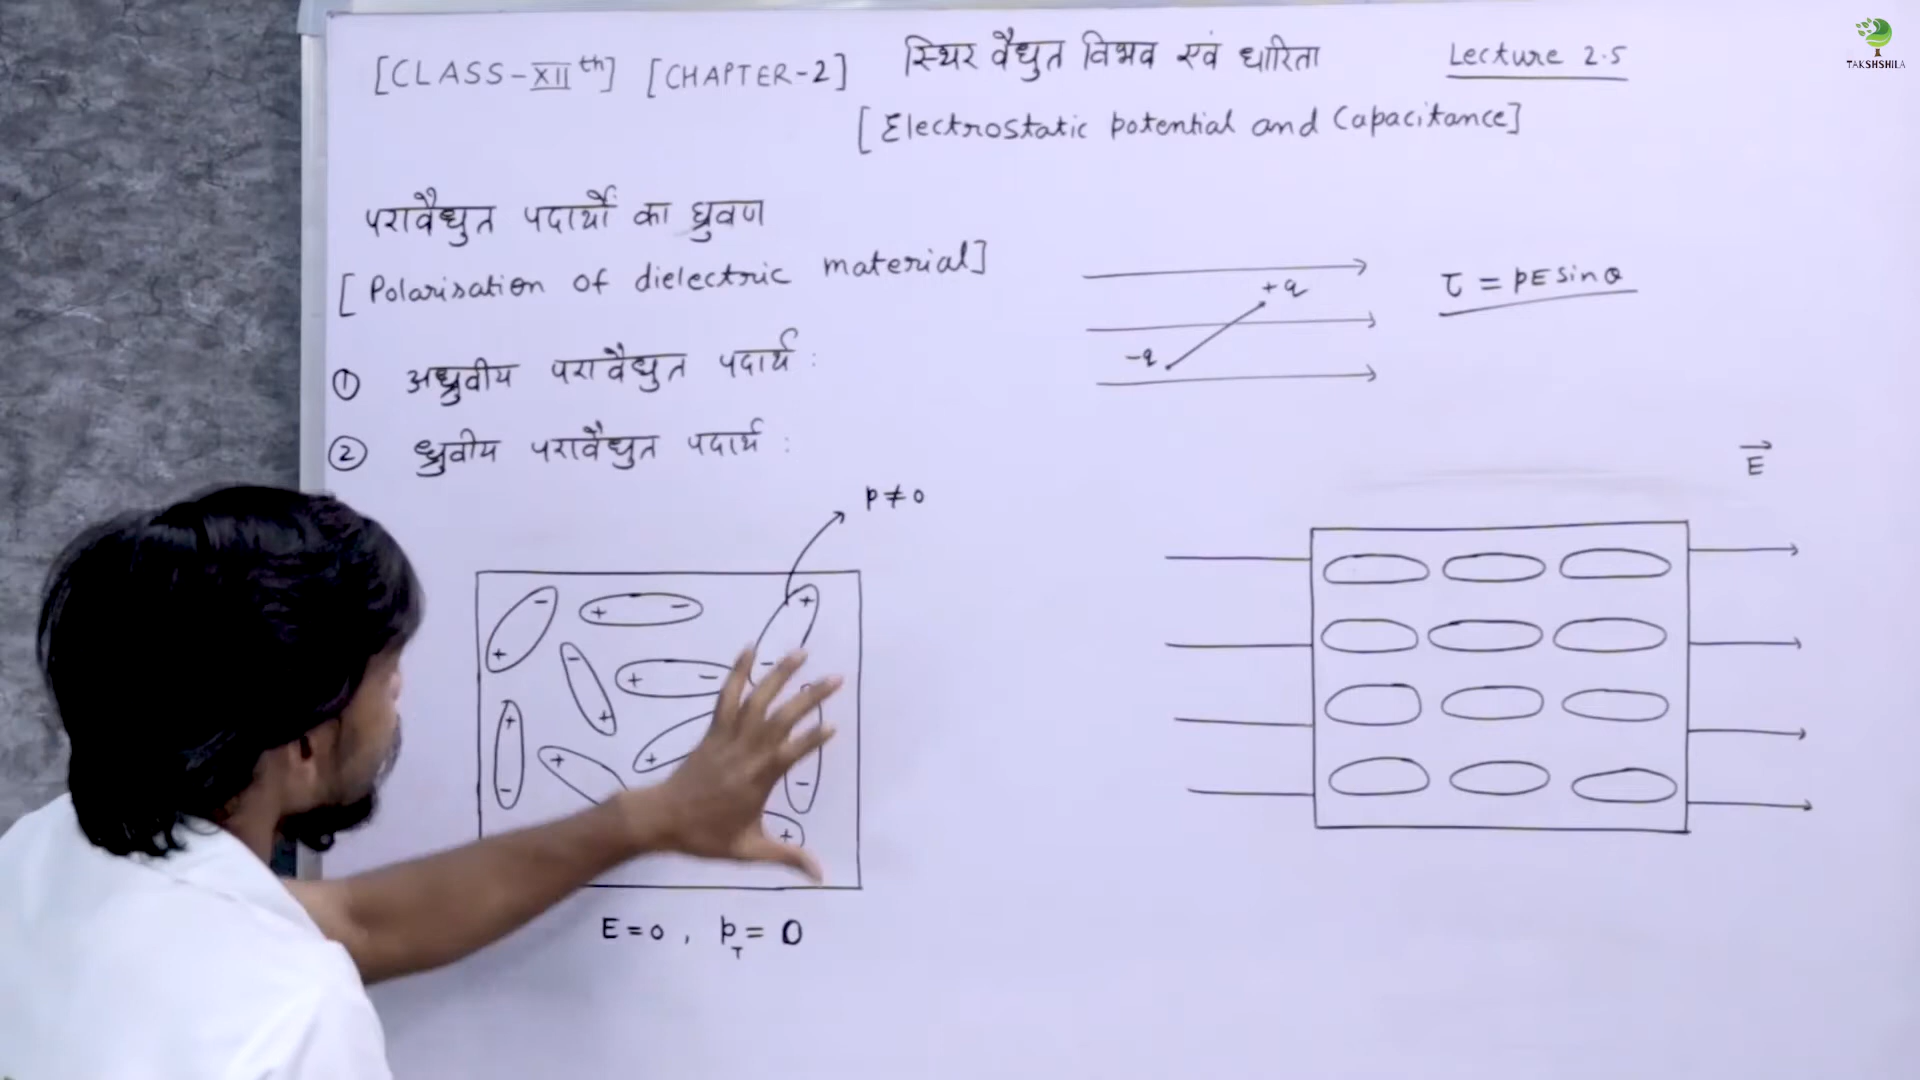 [CLASS-XIIth] [CHAPTER-2] स्थिर वैद्युत विभव एवं धारिता Lecture 2.5
[Electrostatic potential and Capacitance]
TAKSHSHILA
परावैद्युत पदार्थों का ध्रुवण
[Polarisation of dielectric material]
① अध्रुवीय परावैद्युत पदार्थ :
② ध्रुवीय परावैद्युत पदार्थ :
+q
-q
τ = pE sinθ
p ≠ 0
E = 0 , p_T = 0
E→